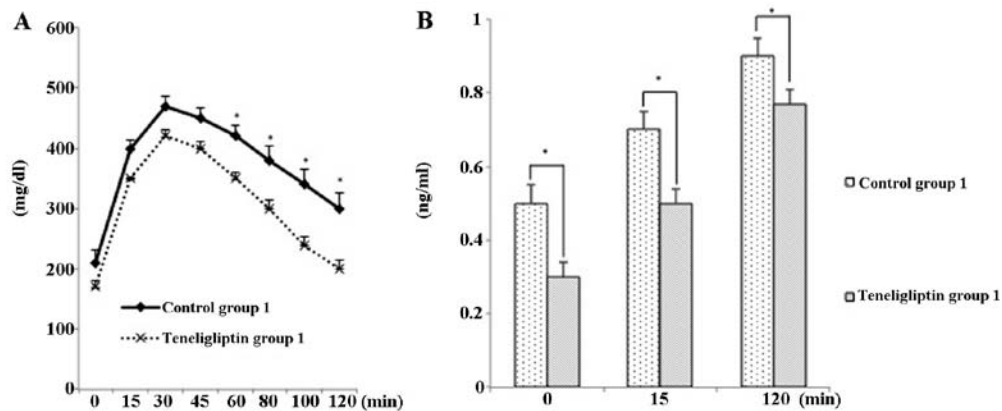 A
600
500
400
300
200
100
0
(mg/dl)
*
*
*
*
Control group 1
Teneligliptin group 1
0 15 30 45 60 80 100 120 (min)
B
1
0.8
0.6
0.4
0.2
0
(ng/ml)
*
*
*
0 15 120 (min)
Control group 1
Teneligliptin group 1